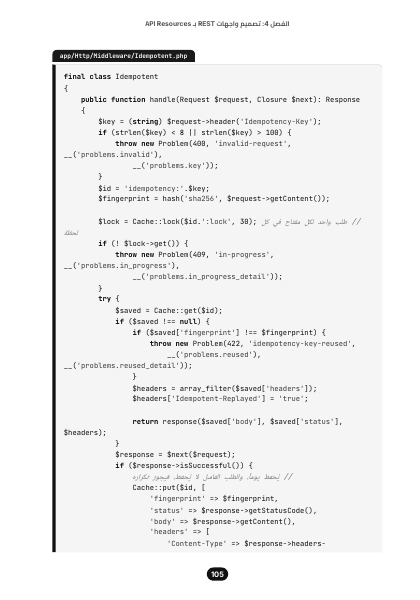 الفصل 4: تصميم واجهات REST بـ API Resources
app/Http/Middleware/Idempotent.php
final class Idempotent
{
    public function handle(Request $request, Closure $next): Response
    {
        $key = (string) $request->header('Idempotency-Key');
        if (strlen($key) < 8 || strlen($key) > 100) {
            throw new Problem(400, 'invalid-request',
__('problems.invalid'),
                __('problems.key'));
        }
        $id = 'idempotency:'.$key;
        $fingerprint = hash('sha256', $request->getContent());

        $lock = Cache::lock($id.':lock', 30); // طلب واحد لكل مفتاح في كل
لحظة
        if (! $lock->get()) {
            throw new Problem(409, 'in-progress',
__('problems.in_progress'),
                __('problems.in_progress_detail'));
        }
        try {
            $saved = Cache::get($id);
            if ($saved !== null) {
                if ($saved['fingerprint'] !== $fingerprint) {
                    throw new Problem(422, 'idempotency-key-reused',
                        __('problems.reused'),
__('problems.reused_detail'));
                }
                $headers = array_filter($saved['headers']);
                $headers['Idempotent-Replayed'] = 'true';

                return response($saved['body'], $saved['status'],
$headers);
            }
            $response = $next($request);
            if ($response->isSuccessful()) {
                // يُحفظ يوماً، والطلب الفاشل لا يُحفظ، فيجوز تكراره
                Cache::put($id, [
                    'fingerprint' => $fingerprint,
                    'status' => $response->getStatusCode(),
                    'body' => $response->getContent(),
                    'headers' => [
                        'Content-Type' => $response->headers-
105